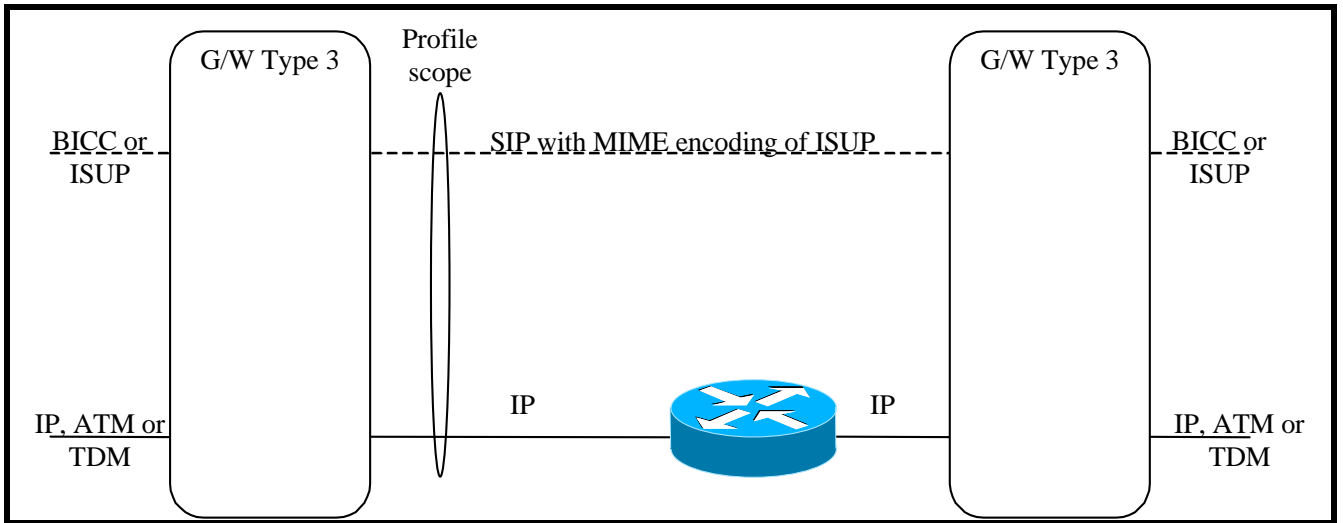 G/W Type 3
Profile
scope
G/W Type 3
BICC or
ISUP
SIP with MIME encoding of ISUP
BICC or
ISUP
IP
IP
IP, ATM or
TDM
IP, ATM or
TDM